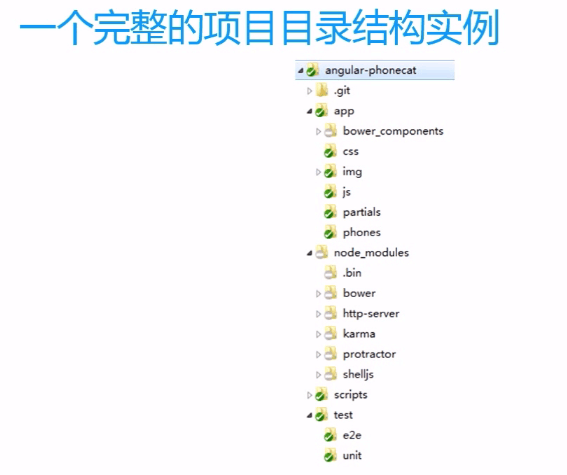 一个完整的项目目录结构实例
angular-phonecat
.git
app
bower_components
css
img
js
partials
phones
node_modules
.bin
bower
http-server
karma
protractor
shelljs
scripts
test
e2e
unit